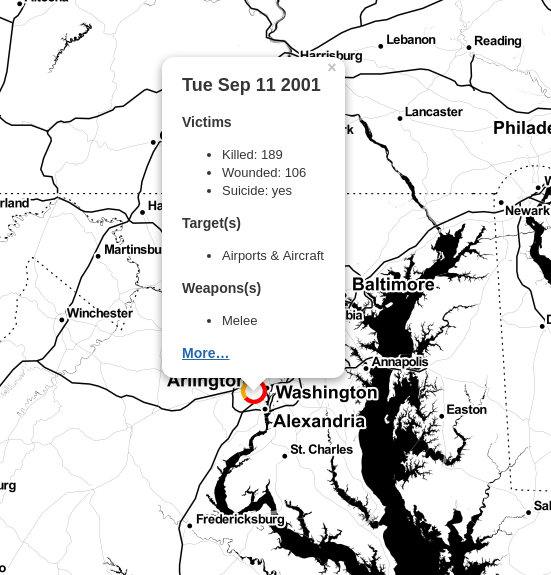 Altoona
Lebanon
Reading
Harrisburg
×
Tue Sep 11 2001
Lancaster
Victims
Philade
rk
Killed: 189
Wounded: 106
Suicide: yes
W
rland
Ha
Newark
Target(s)
Martinsbu
Airports & Aircraft
Baltimore
Weapons(s)
Winchester
bia
Melee
D
More…
Annapolis
Arlington
Washington
Easton
Alexandria
St. Charles
urg
Sal
Fredericksburg
o